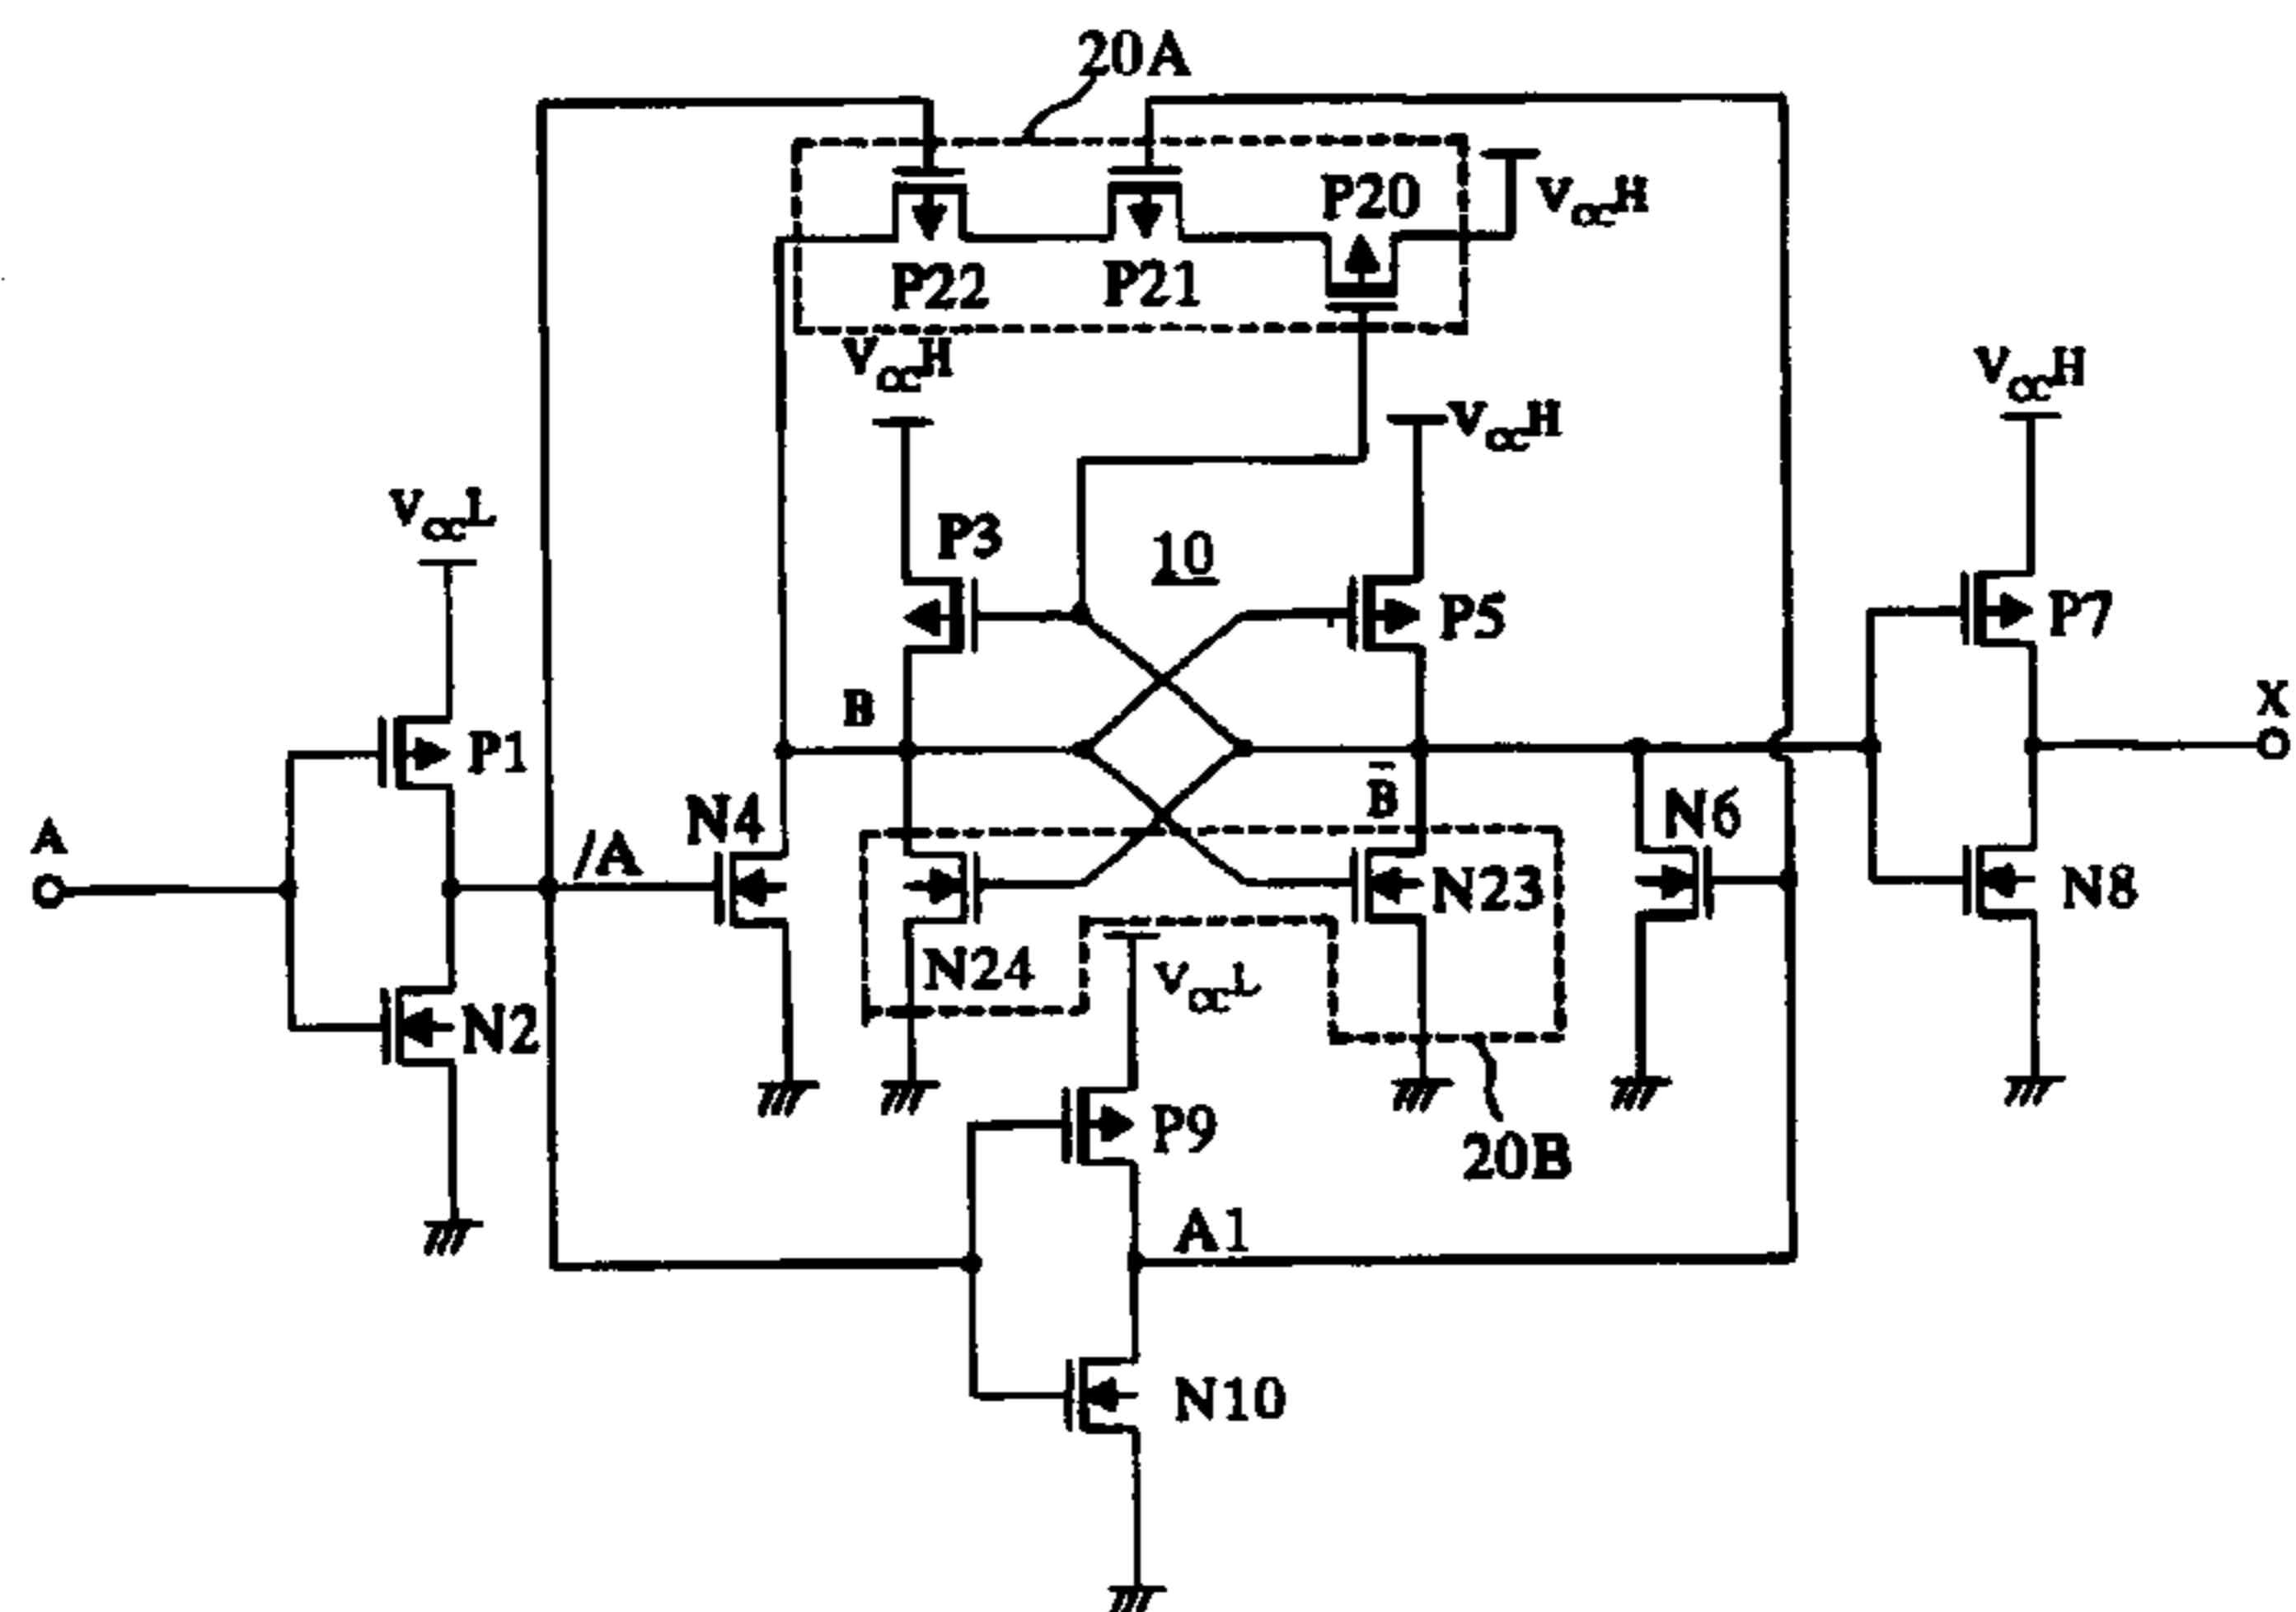 20A
P20
VccH
P22
P21
VccH
VccH
VccH
VccL
P3
10
P5
P7
B
X
P1
A
/A
N4
B̅
N6
N23
N8
N24
VccL
N2
P9
20B
A1
N10